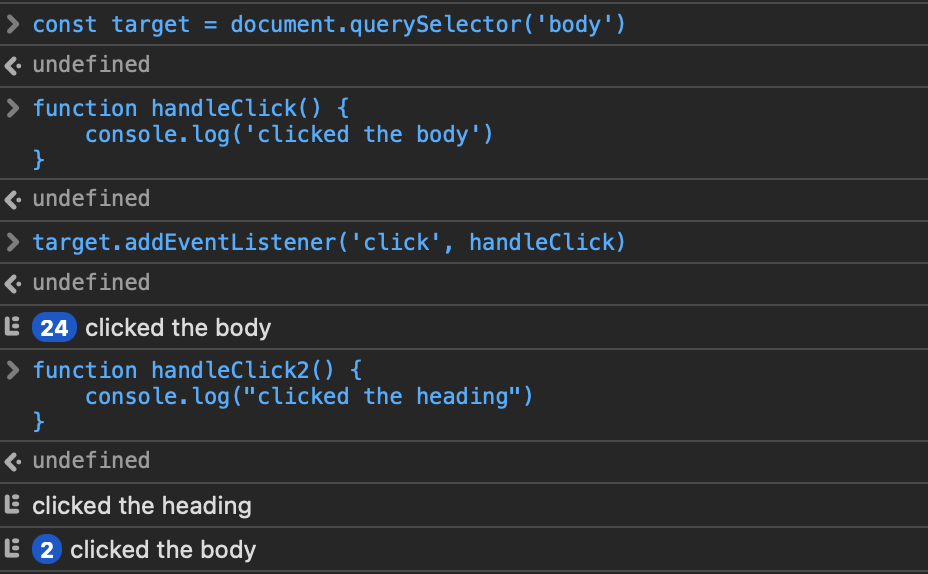 const target = document.querySelector('body')
undefined
function handleClick() {
    console.log('clicked the body')
}
undefined
target.addEventListener('click', handleClick)
undefined
24 clicked the body
function handleClick2() {
    console.log("clicked the heading")
}
undefined
clicked the heading
2 clicked the body